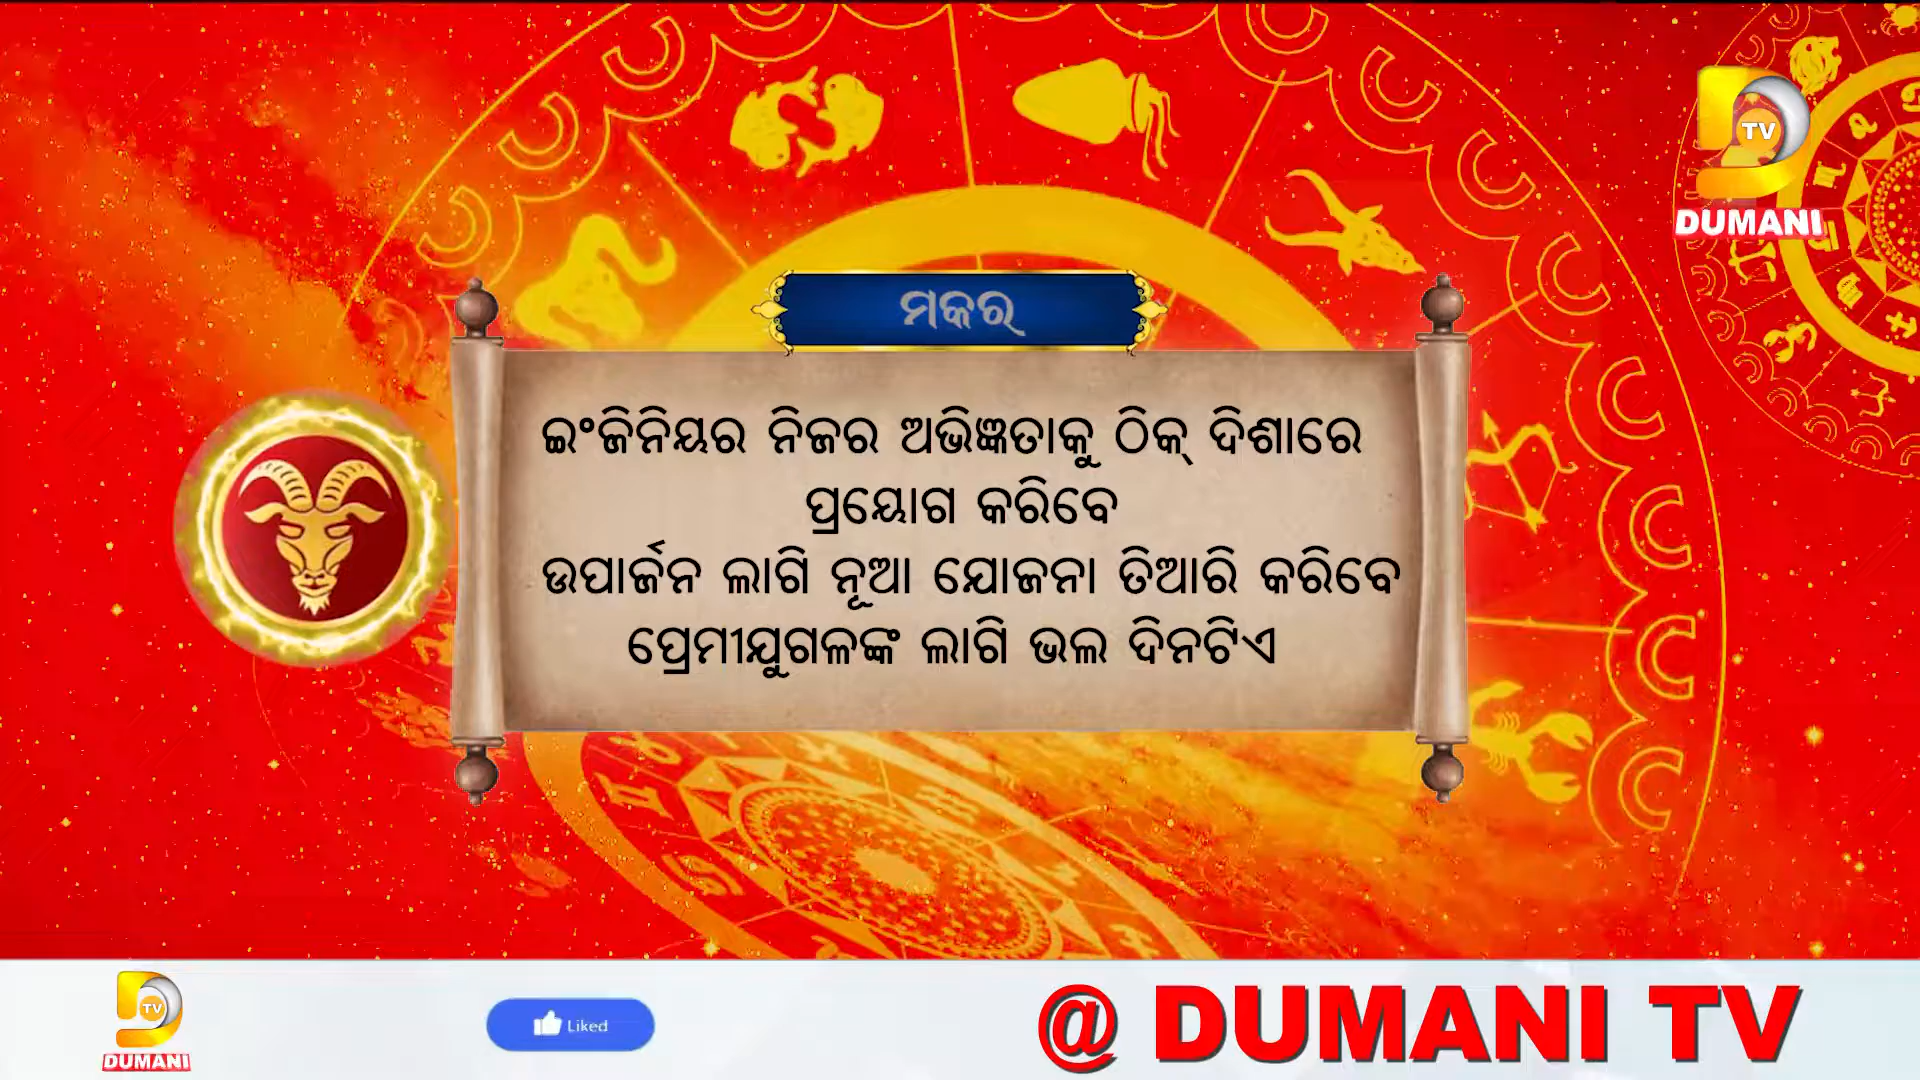 TV
DUMANI
ମକର
ଇଂଜିନିୟର ନିଜର ଅଭିଜ୍ଞତାକୁ ଠିକ୍ ଦିଶାରେ
ପ୍ରୟୋଗ କରିବେ
ଉପାର୍ଜନ ଲାଗି ନୂଆ ଯୋଜନା ତିଆରି କରିବେ
ପ୍ରେମୀଯୁଗଳଙ୍କ ଲାଗି ଭଲ ଦିନଟିଏ
TV
DUMANI
Liked
@ DUMANI TV